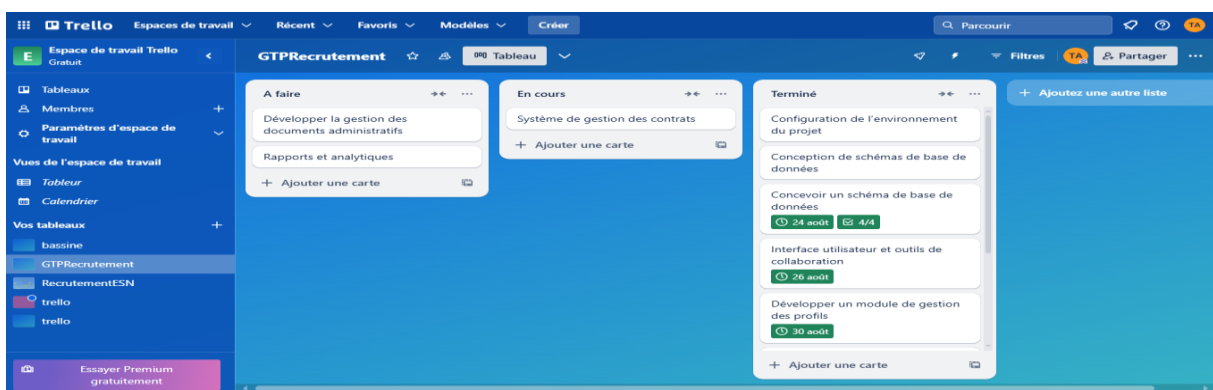 Trello Espaces de travail Récent Favoris Modèles Créer Parcourir TA
E Espace de travail Trello
Gratuit
GTPRecrutement Tableau Filtres TA Partager
Tableaux
Membres
Paramètres d'espace de
travail
Vues de l'espace de travail
Tableur
Calendrier
Vos tableaux
bassine
GTPRecrutement
RecrutementESN
trello
trello
Essayer Premium
gratuitement
A faire
Développer la gestion des
documents administratifs
Rapports et analytiques
+ Ajouter une carte
En cours
Système de gestion des contrats
+ Ajouter une carte
Terminé
Configuration de l'environnement
du projet
Conception de schémas de base de
données
Concevoir un schéma de base de
données
24 août 4/4
Interface utilisateur et outils de
collaboration
26 août
Développer un module de gestion
des profils
30 août
+ Ajouter une carte
+ Ajoutez une autre liste